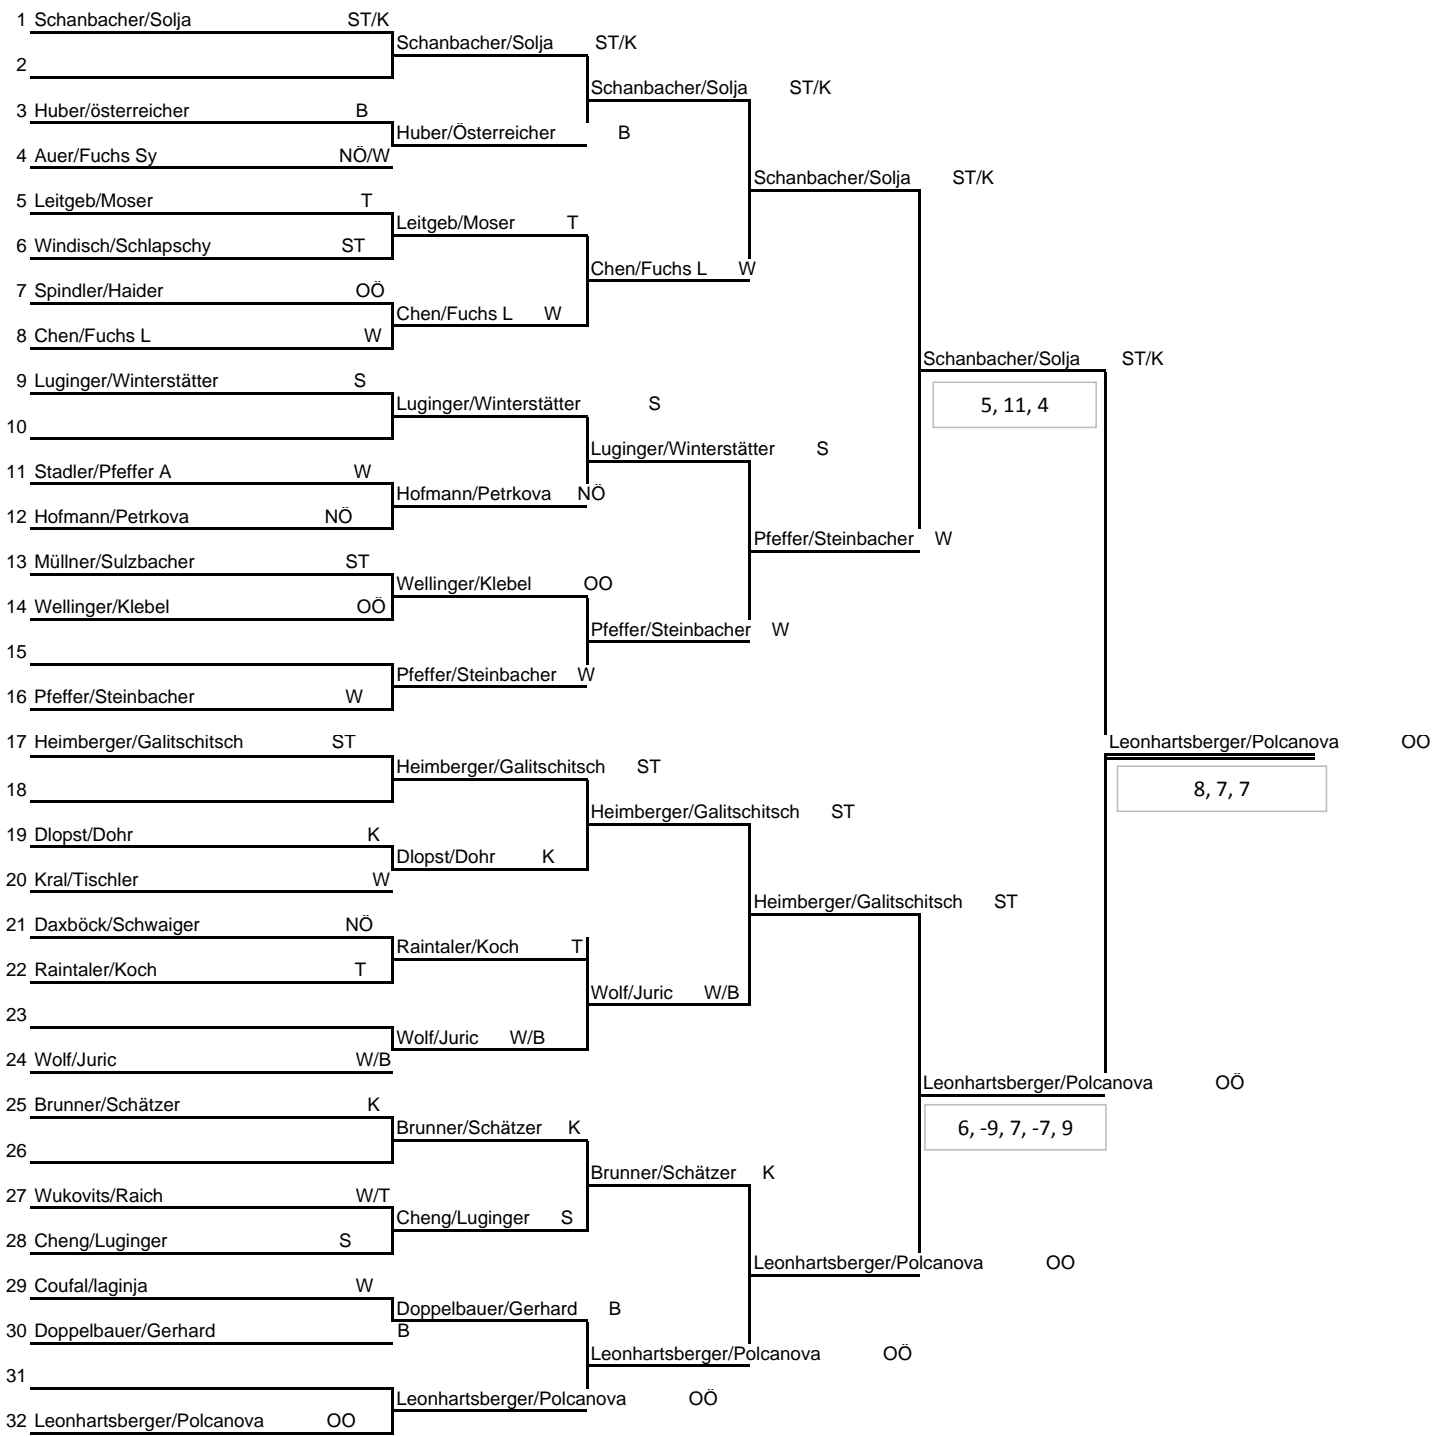 1 Schanbacher/Solja ST/K
2
3 Huber/österreicher B
4 Auer/Fuchs Sy NÖ/W
5 Leitgeb/Moser T
6 Windisch/Schlapschy ST
7 Spindler/Haider OÖ
8 Chen/Fuchs L W
9 Luginger/Winterstätter S
10
11 Stadler/Pfeffer A W
12 Hofmann/Petrkova NÖ
13 Müllner/Sulzbacher ST
14 Wellinger/Klebel OÖ
15
16 Pfeffer/Steinbacher W
17 Heimberger/Galitschitsch ST
18
19 Dlopst/Dohr K
20 Kral/Tischler W
21 Daxböck/Schwaiger NÖ
22 Raintaler/Koch T
23
24 Wolf/Juric W/B
25 Brunner/Schätzer K
26
27 Wukovits/Raich W/T
28 Cheng/Luginger S
29 Coufal/laginja W
30 Doppelbauer/Gerhard B
31
32 Leonhartsberger/Polcanova OO
Schanbacher/Solja ST/K
Huber/Österreicher B
Leitgeb/Moser T
Chen/Fuchs L W
Luginger/Winterstätter S
Hofmann/Petrkova NÖ
Wellinger/Klebel OO
Pfeffer/Steinbacher W
Heimberger/Galitschitsch ST
Dlopst/Dohr K
Raintaler/Koch T
Wolf/Juric W/B
Brunner/Schätzer K
Cheng/Luginger S
Doppelbauer/Gerhard B
Leonhartsberger/Polcanova OÖ
Schanbacher/Solja ST/K
Chen/Fuchs L W
Luginger/Winterstätter S
Pfeffer/Steinbacher W
Heimberger/Galitschitsch ST
Wolf/Juric W/B
Brunner/Schätzer K
Leonhartsberger/Polcanova OÖ
Schanbacher/Solja ST/K
Pfeffer/Steinbacher W
Heimberger/Galitschitsch ST
Leonhartsberger/Polcanova OO
Schanbacher/Solja ST/K
5, 11, 4
Leonhartsberger/Polcanova OÖ
6, -9, 7, -7, 9
Leonhartsberger/Polcanova OO
8, 7, 7